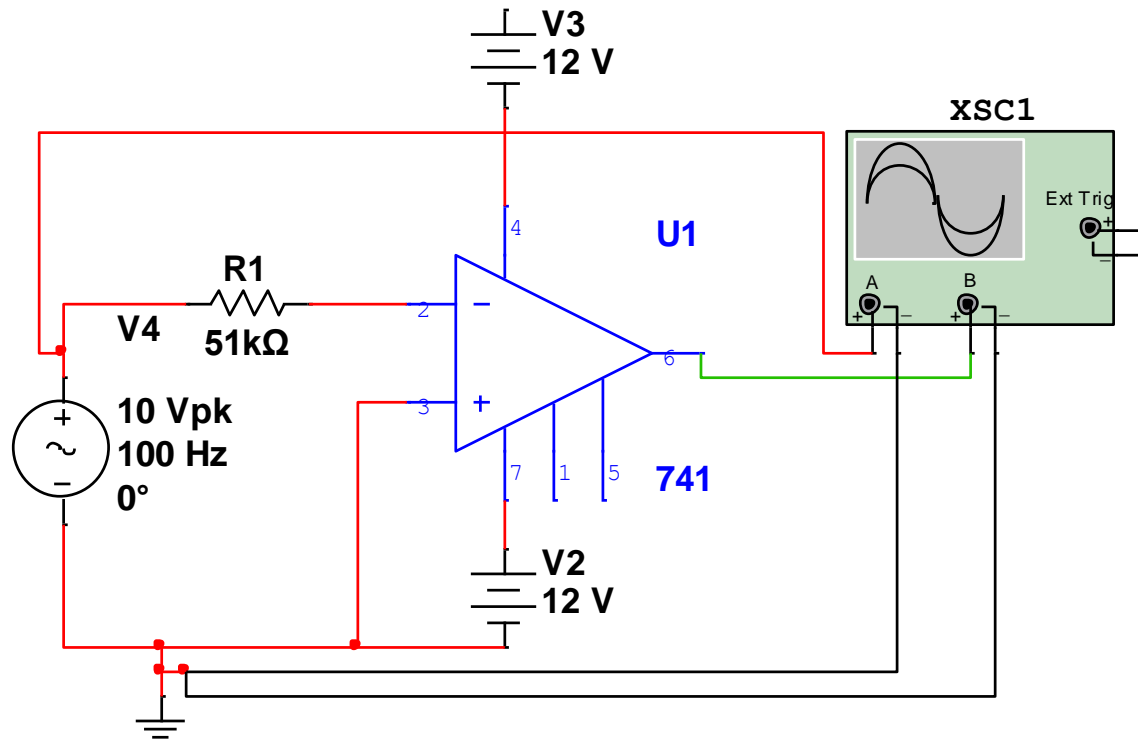 V3
12 V
XSC1
Ext Trig
+
−
A
B
+
−
+
−
4
U1
R1
51kΩ
V4
2
−
6
3
+
+
−
10 Vpk
100 Hz
0°
7
1
5
741
V2
12 V